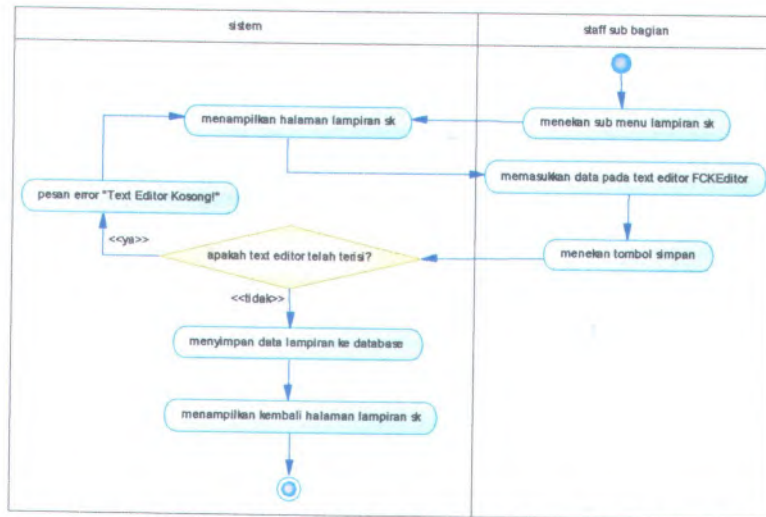 sistem
staff sub bagian
menampilkan halaman lampiran sk
menekan sub menu lampiran sk
memasukkan data pada text editor FCKEditor
pesan error "Text Editor Kosong!"
<<ya>>
apakah text editor telah terisi?
menekan tombol simpan
<<tidak>>
menyimpan data lampiran ke database
menampilkan kembali halaman lampiran sk